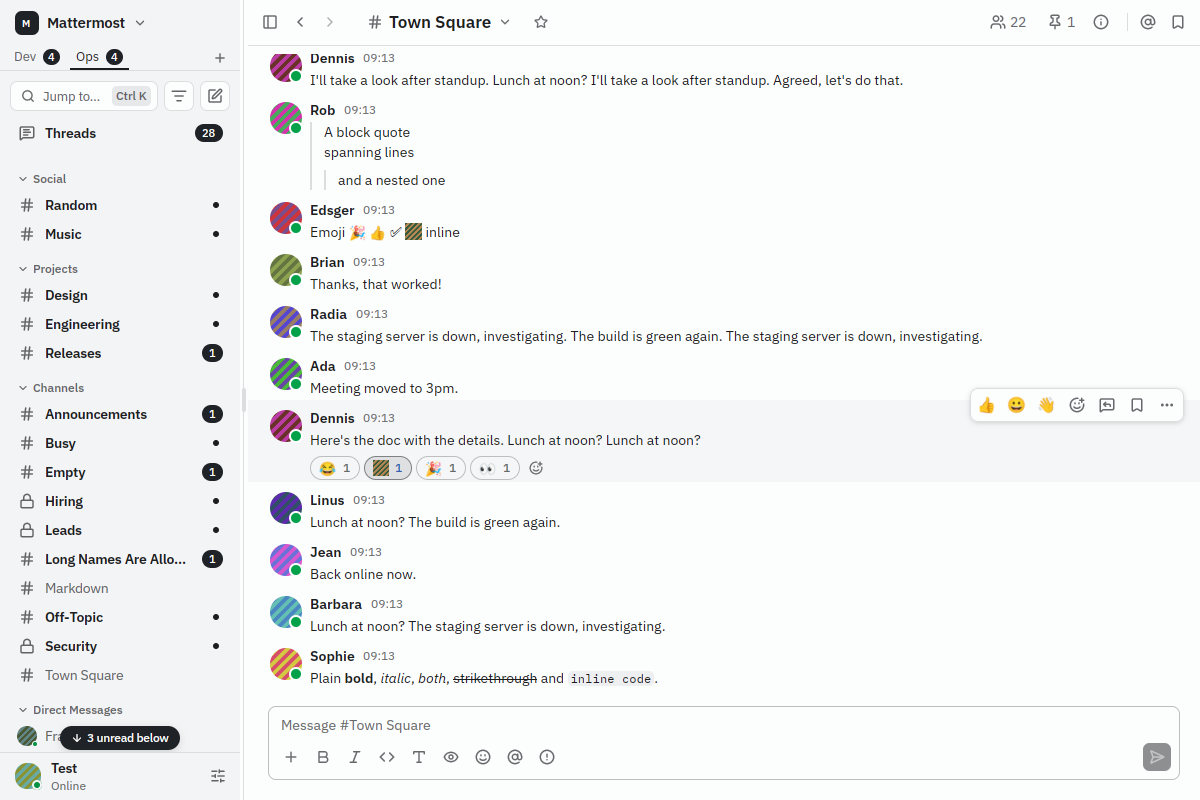 M Mattermost
Dev 4 Ops 4
Jump to... Ctrl K
Threads 28
Social
Random
Music
Projects
Design
Engineering
Releases 1
Channels
Announcements 1
Busy
Empty 1
Hiring
Leads
Long Names Are Allo... 1
Markdown
Off-Topic
Security
Town Square
Direct Messages
3 unread below
Test
Online
Town Square
22
1
Dennis 09:13
I'll take a look after standup. Lunch at noon? I'll take a look after standup. Agreed, let's do that.
Rob 09:13
A block quote
spanning lines
and a nested one
Edsger 09:13
Emoji 🎉 👍 ✅ inline
Brian 09:13
Thanks, that worked!
Radia 09:13
The staging server is down, investigating. The build is green again. The staging server is down, investigating.
Ada 09:13
Meeting moved to 3pm.
Dennis 09:13
Here's the doc with the details. Lunch at noon? Lunch at noon?
😂 1 1 🎉 1 👀 1
Linus 09:13
Lunch at noon? The build is green again.
Jean 09:13
Back online now.
Barbara 09:13
Lunch at noon? The staging server is down, investigating.
Sophie 09:13
Plain bold, italic, both, strikethrough and inline code.
Message #Town Square